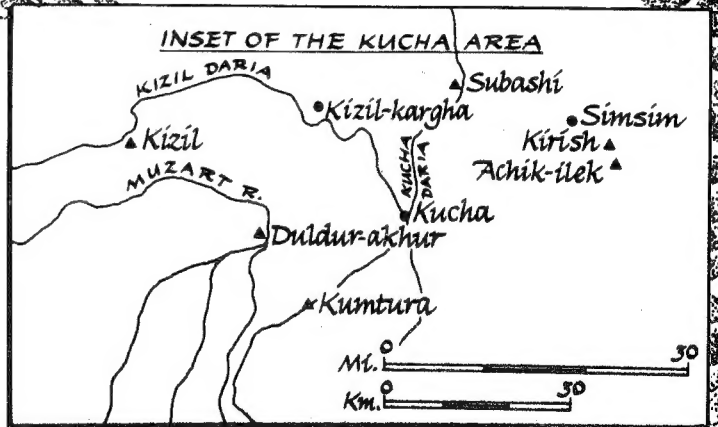 INSET OF THE KUCHA AREA
KIZIL DARIA
Subashi
Kizil-kargha
Simsim
Kizil
Kirish
KUCHA
DARIA
Achik-ilek
MUZART R.
Kucha
Duldur-akhur
Kumtura
0 30
Mi.
0 30
Km.